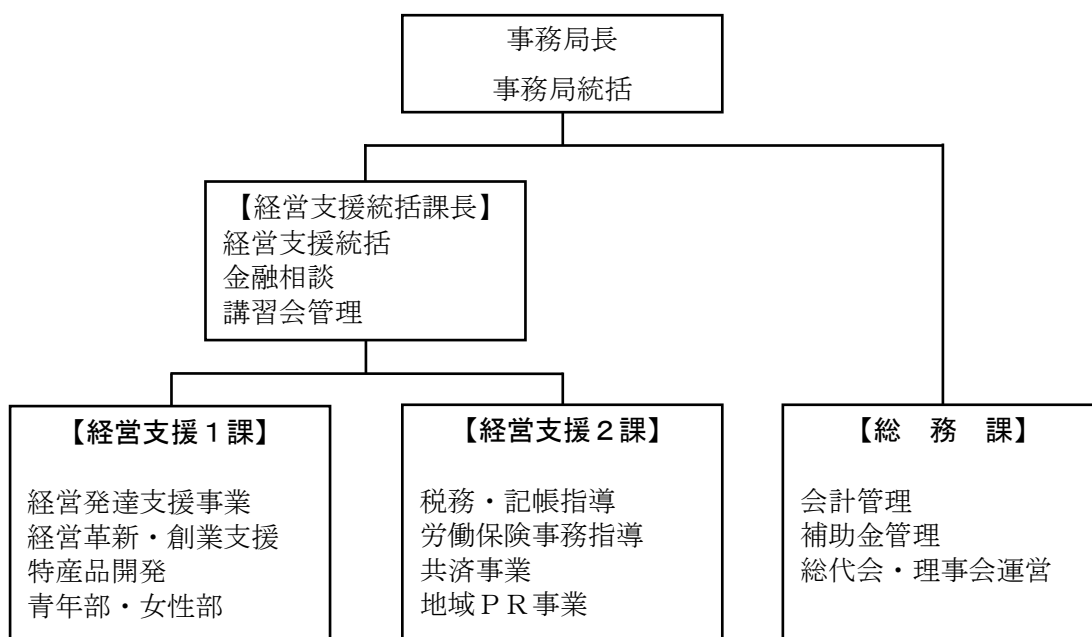 事務局長
事務局統括
【経営支援統括課長】
経営支援統括
金融相談
講習会管理
【経営支援１課】
経営発達支援事業
経営革新・創業支援
特産品開発
青年部・女性部
【経営支援２課】
税務・記帳指導
労働保険事務指導
共済事業
地域ＰＲ事業
【総　務　課】
会計管理
補助金管理
総代会・理事会運営